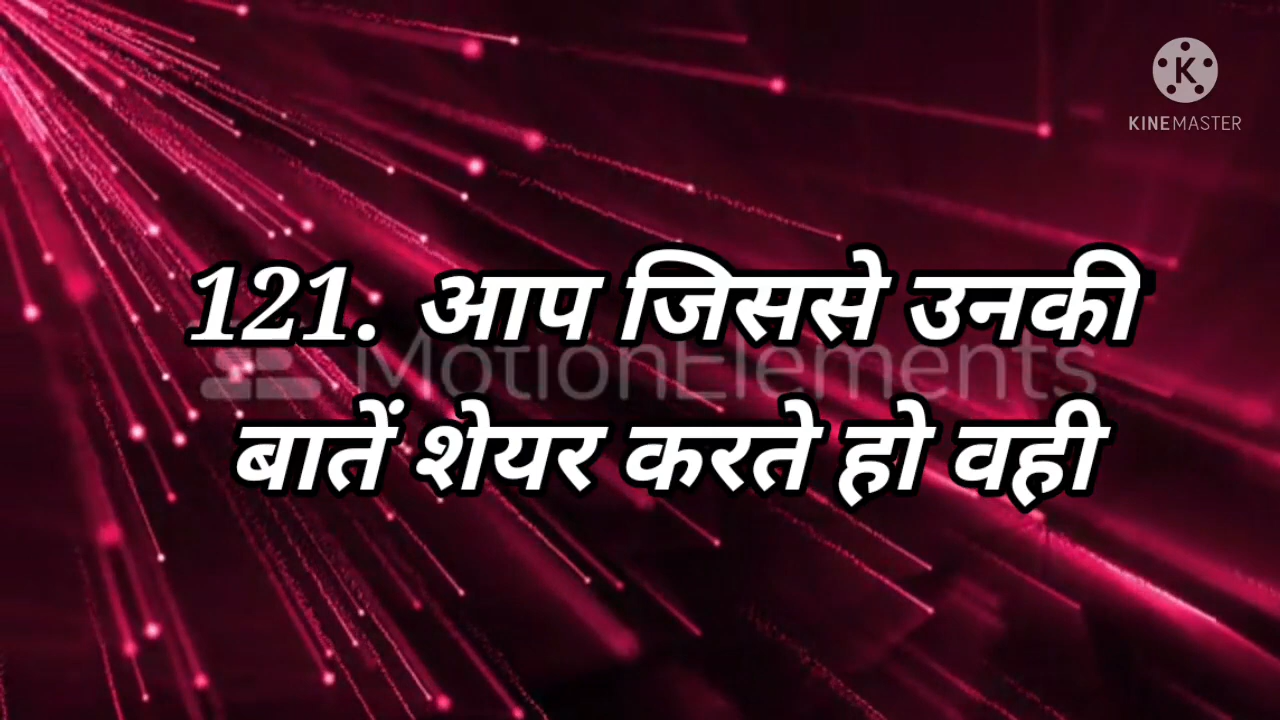 KINEMASTER
121. आप जिससे उनकी
MotionElements
बातें शेयर करते हो वही